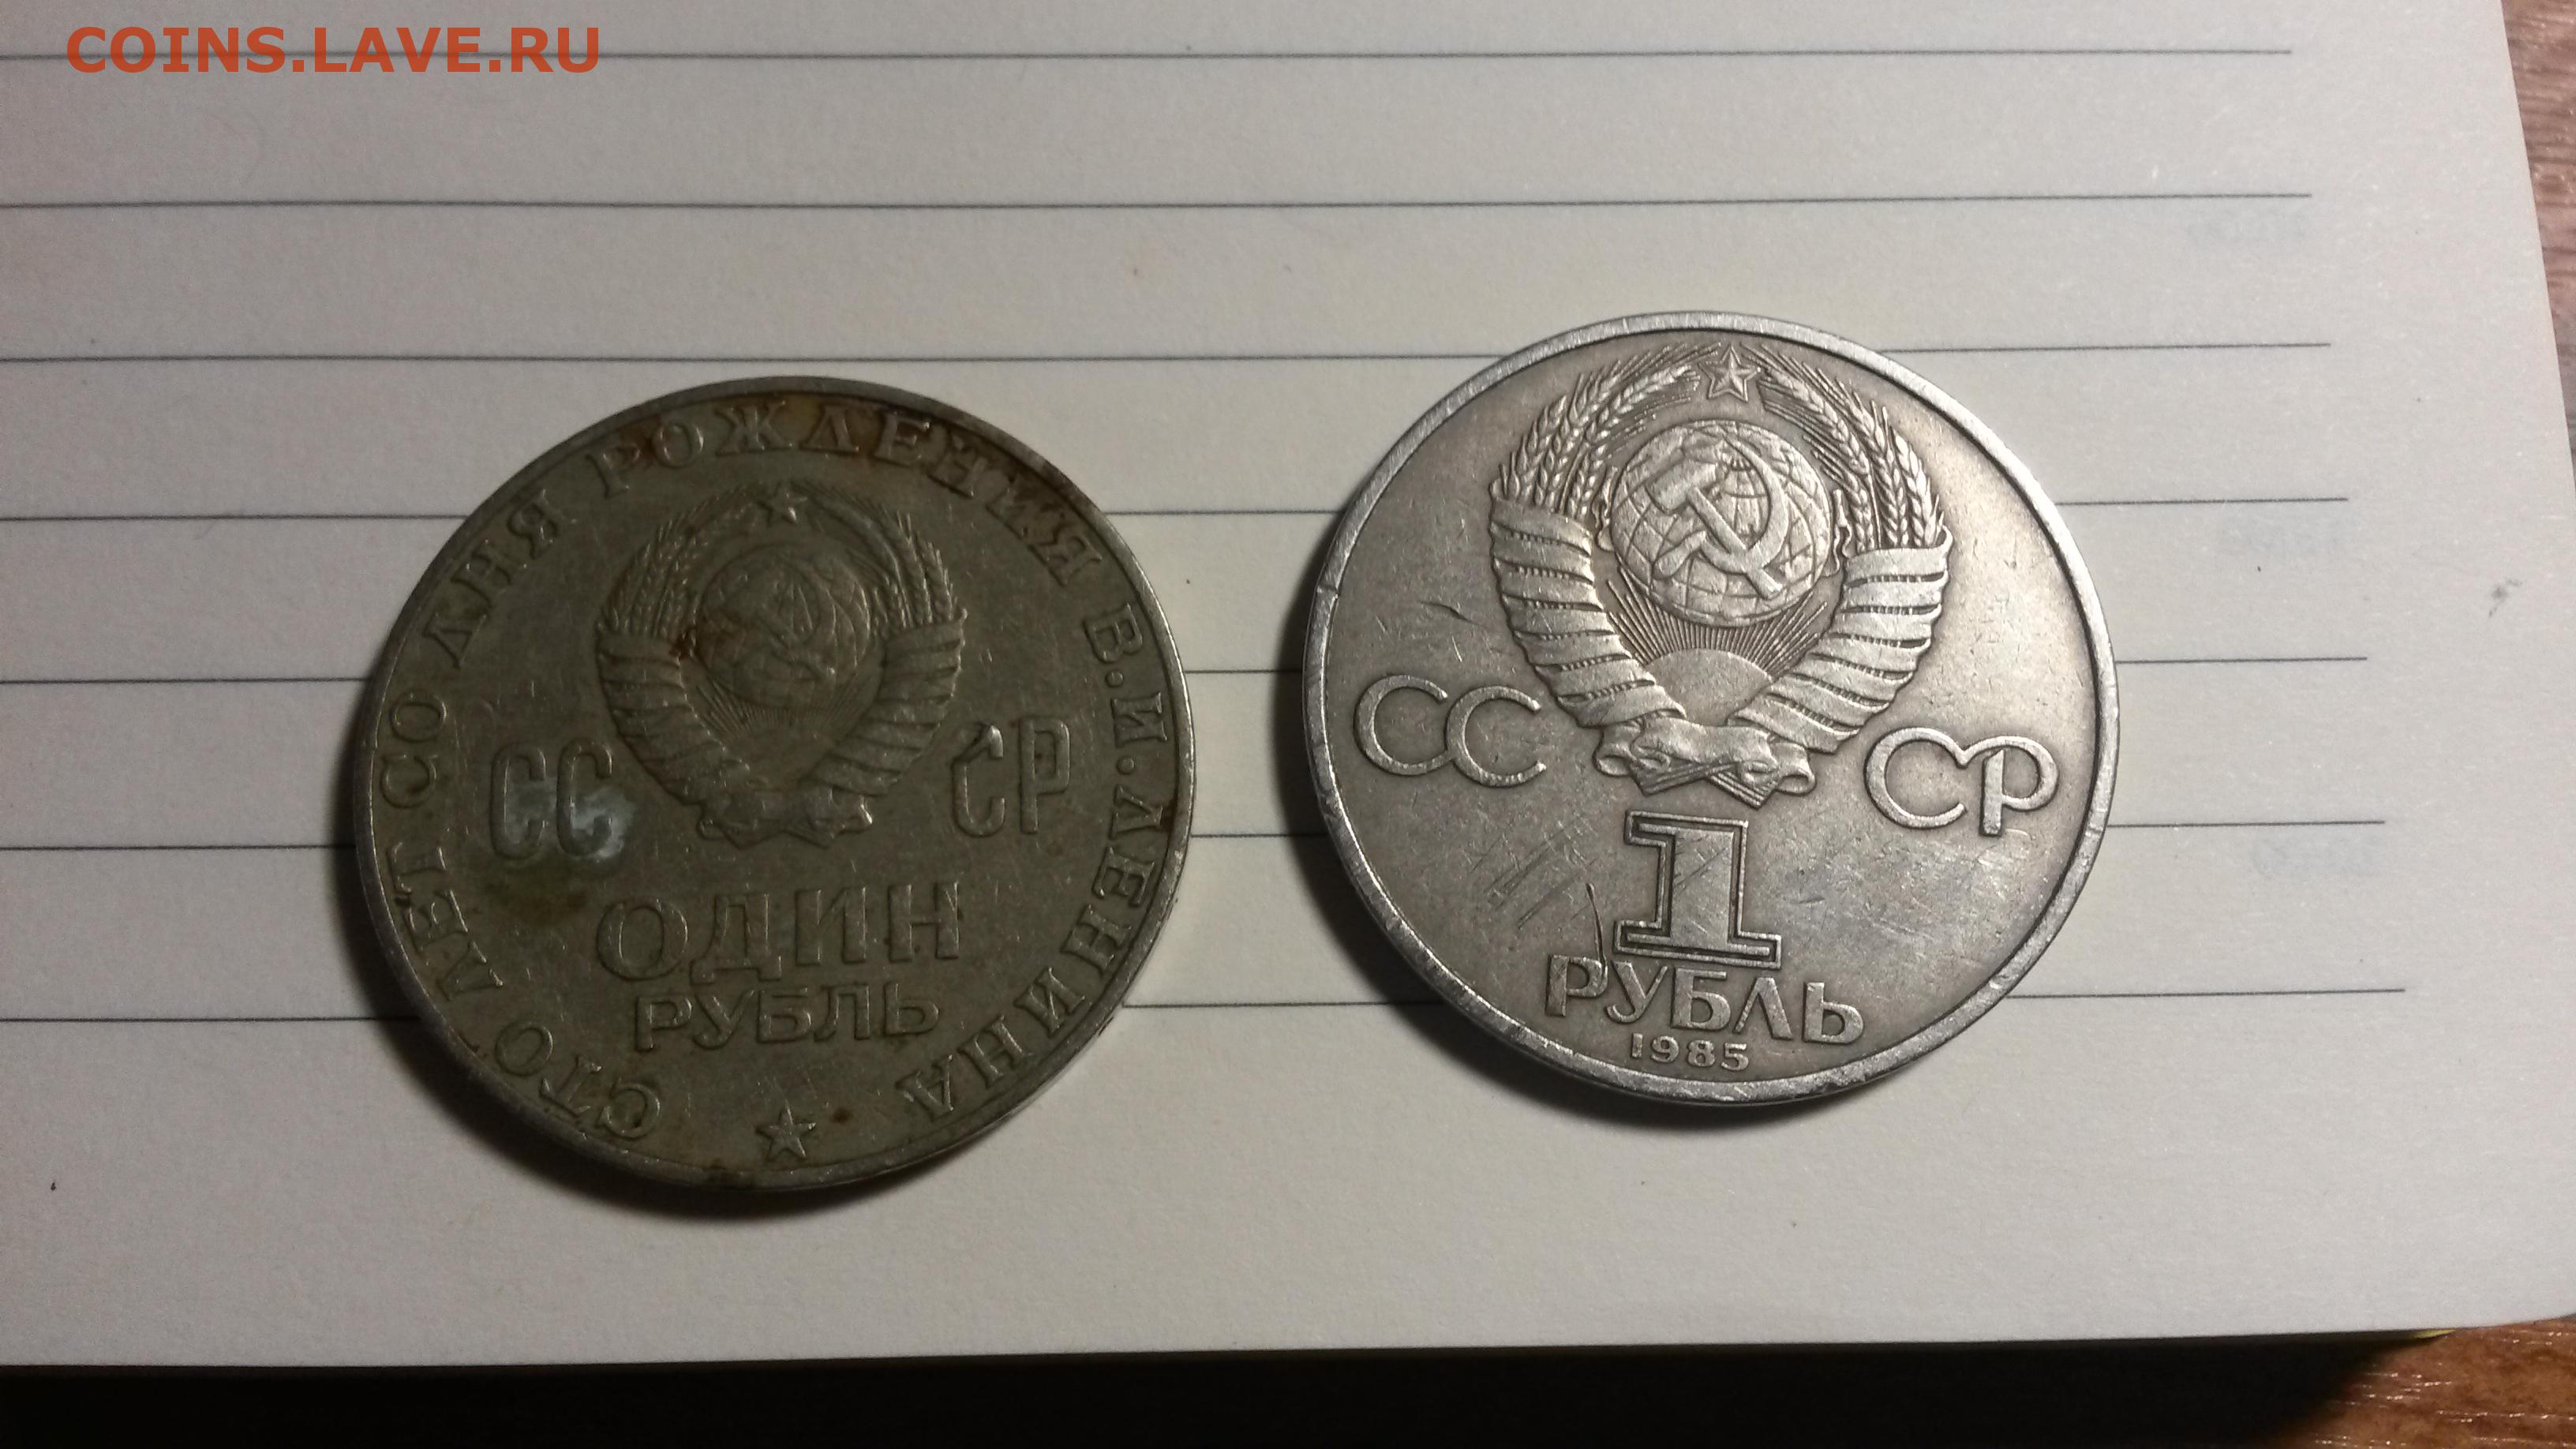 COINS.LAVE.RU
СТО ЛЕТ СО ДНЯ РОЖДЕНИЯ В.И.ЛЕНИНА
СС СР
ОДИН
РУБЛЬ
СС СР
1
РУБЛЬ
1985